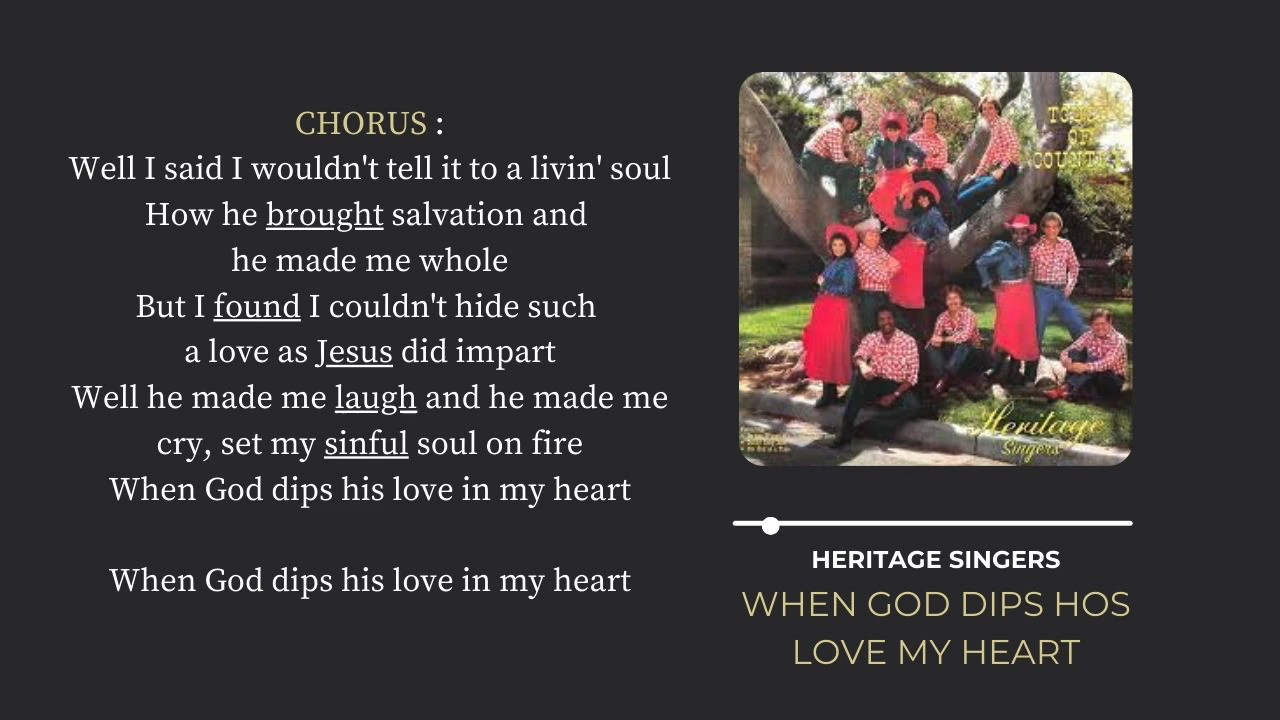 CHORUS :
Well I said I wouldn't tell it to a livin' soul
How he brought salvation and
he made me whole
But I found I couldn't hide such
a love as Jesus did impart
Well he made me laugh and he made me
cry, set my sinful soul on fire
When God dips his love in my heart
When God dips his love in my heart
COUNTRY
Heritage
Singers
HERITAGE SINGERS
WHEN GOD DIPS HOS
LOVE MY HEART